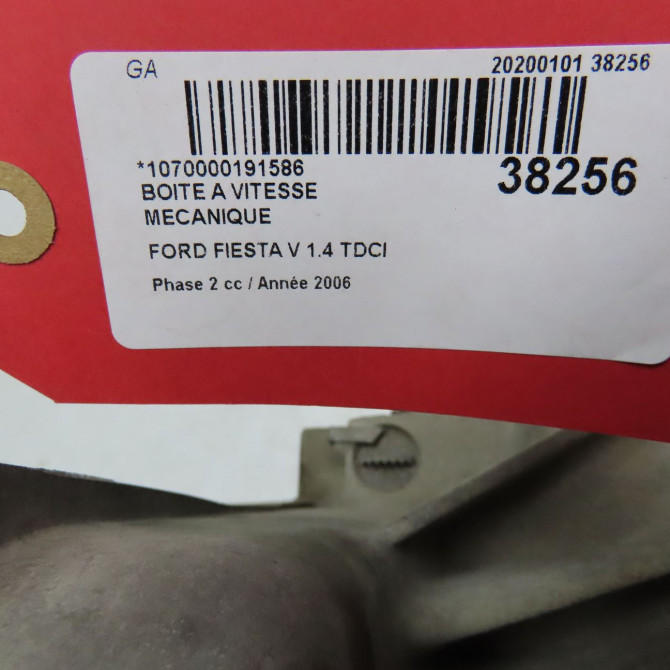 GA 20200101 38256
*1070000191586
38256
BOITE A VITESSE
MECANIQUE
FORD FIESTA V 1.4 TDCI
Phase 2 cc / Année 2006